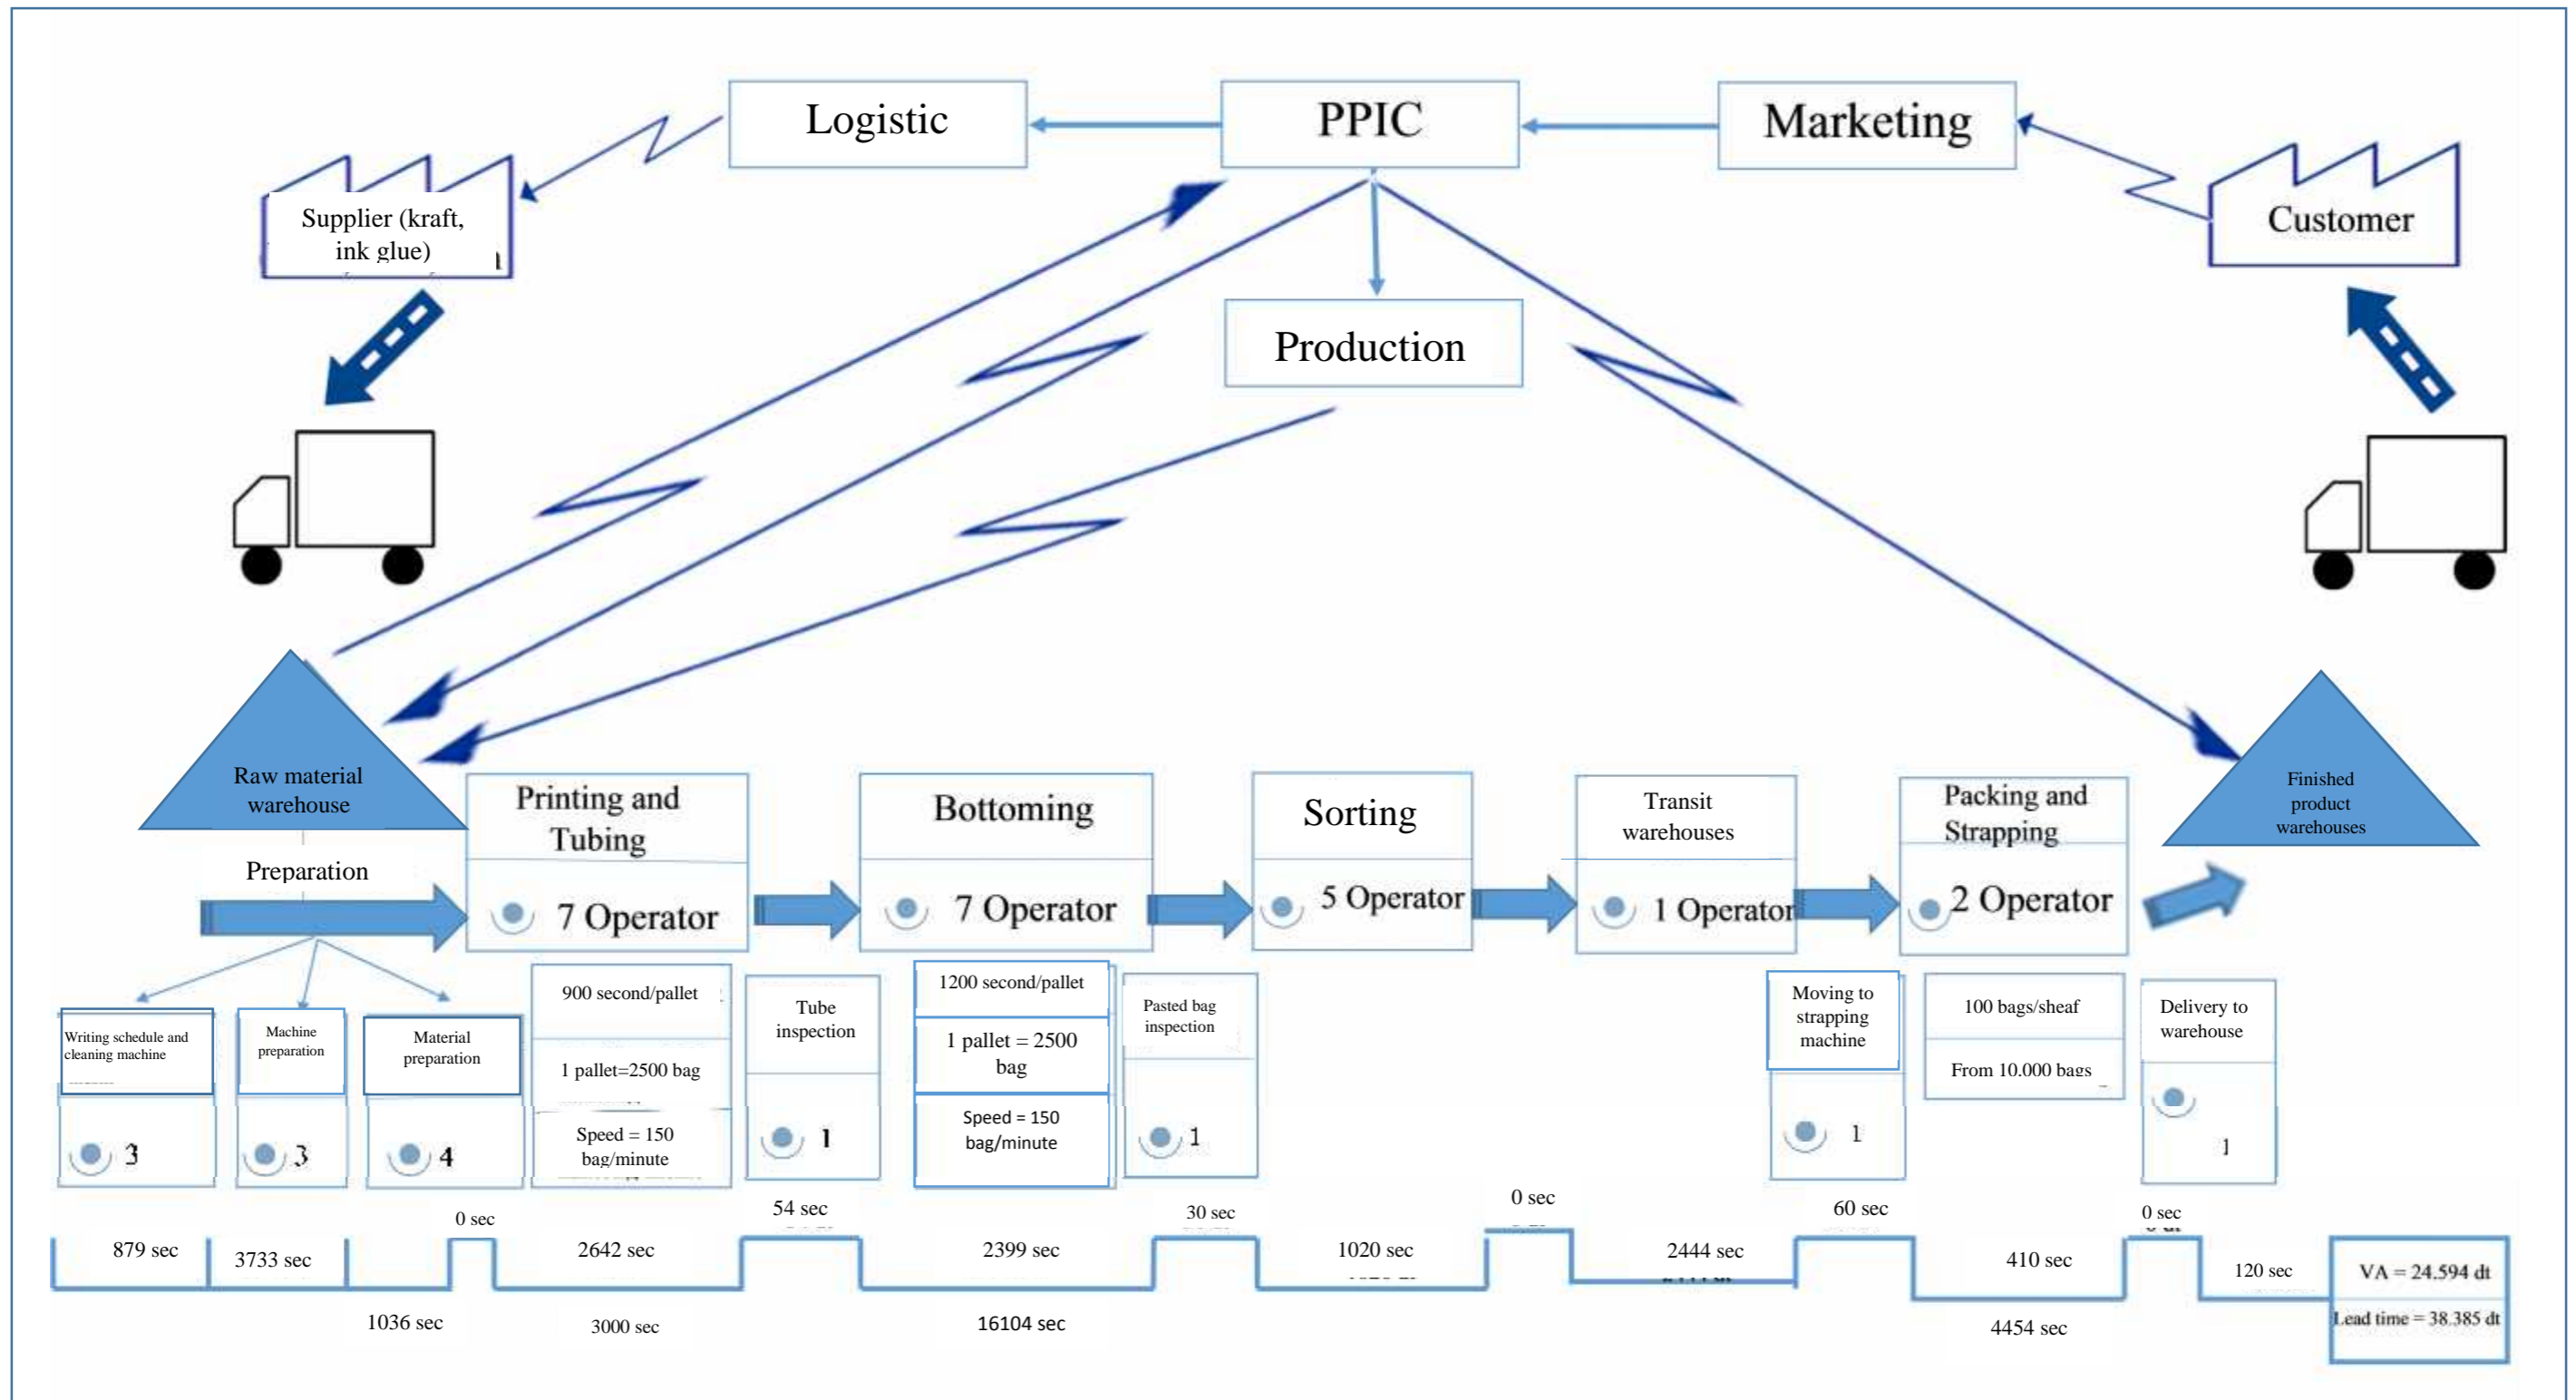 Logistic
PPIC
Marketing
Supplier (kraft,
ink glue)
Customer
Production
Raw material
warehouse
Preparation
Printing and
Tubing
7 Operator
Bottoming
7 Operator
Sorting
5 Operator
Transit
warehouses
1 Operator
Packing and
Strapping
2 Operator
Finished
product
warehouses
Writing schedule and
cleaning machine
3
Machine
preparation
3
Material
preparation
4
900 second/pallet
1 pallet=2500 bag
Speed = 150
bag/minute
Tube
inspection
1
1200 second/pallet
1 pallet = 2500
bag
Speed = 150
bag/minute
Pasted bag
inspection
1
Moving to
strapping
machine
1
100 bags/sheaf
From 10.000 bags
Delivery to
warehouse
1
879 sec
3733 sec
1036 sec
0 sec
2642 sec
3000 sec
54 sec
2399 sec
16104 sec
30 sec
1020 sec
0 sec
2444 sec
60 sec
410 sec
4454 sec
0 sec
120 sec
VA = 24.594 dt
Lead time = 38.385 dt